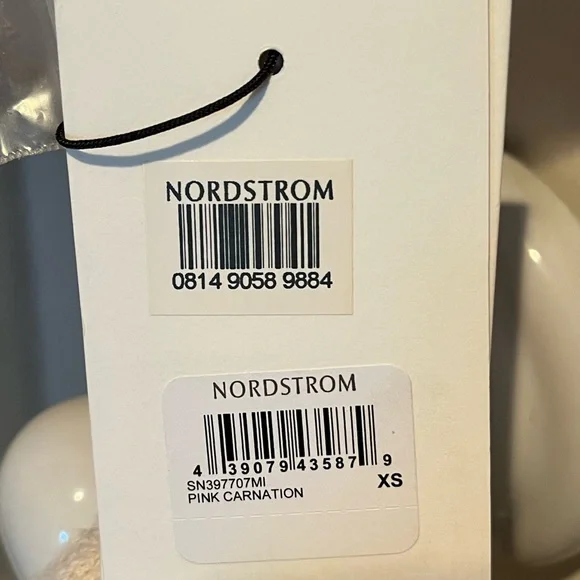 NORDSTROM
0814 9058 9884
NORDSTROM
4 39079 43587 9
SN397707MI
PINK CARNATION
XS